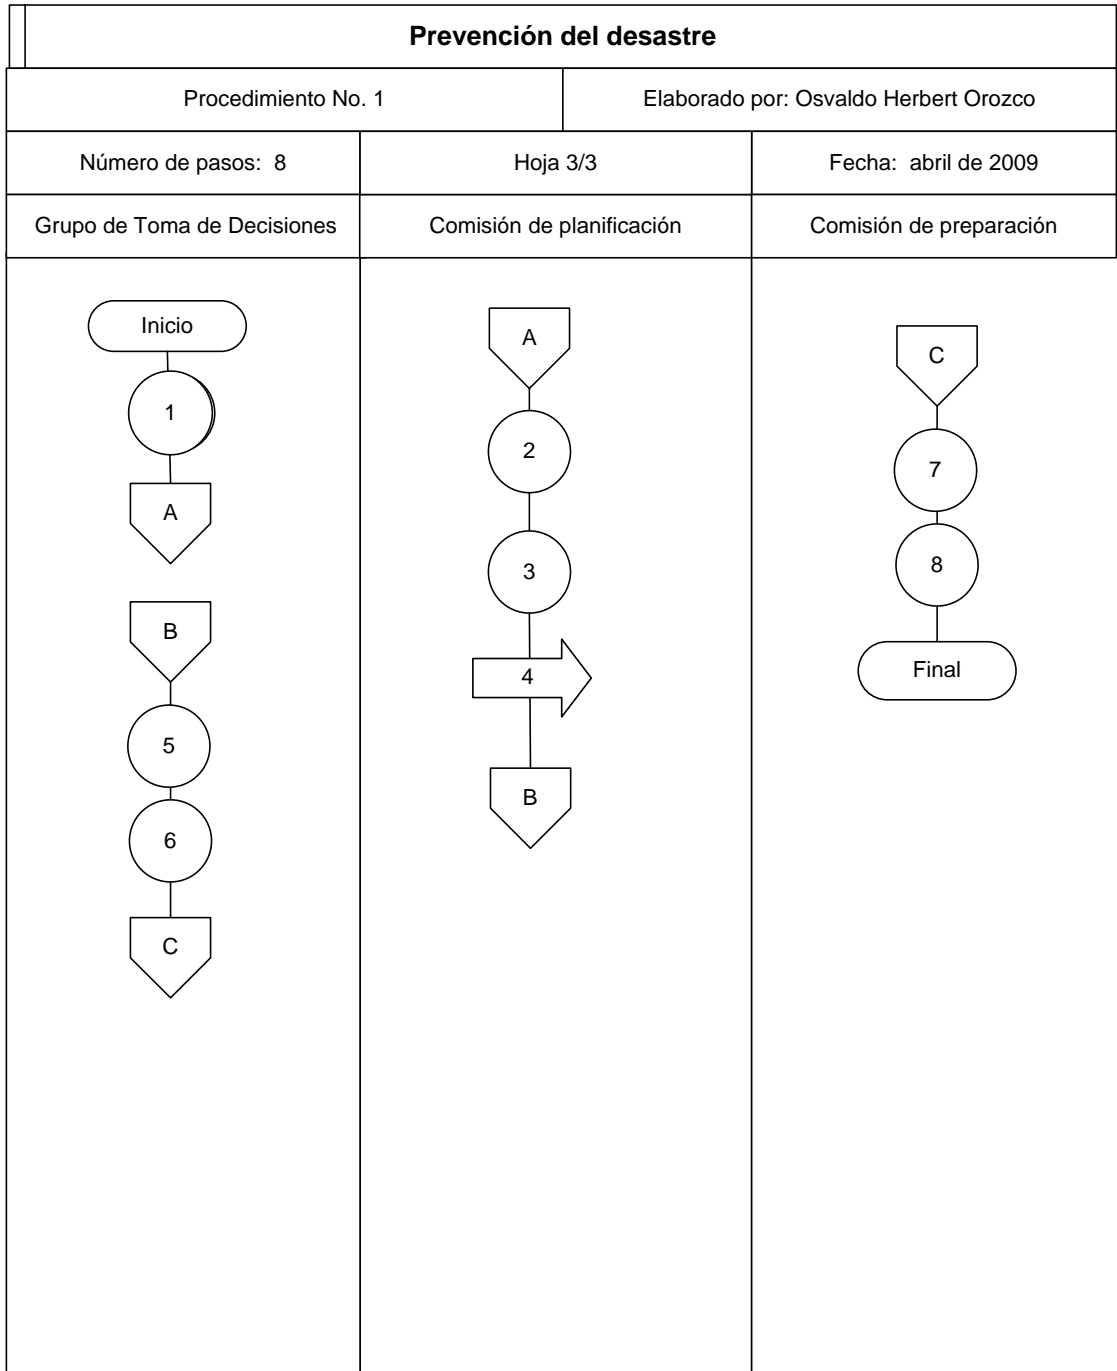 Prevención del desastre
Procedimiento No. 1
Elaborado por: Osvaldo Herbert Orozco
Número de pasos: 8
Hoja 3/3
Fecha: abril de 2009
Grupo de Toma de Decisiones
Comisión de planificación
Comisión de preparación
Inicio
1
A
B
5
6
C
A
2
3
4
B
C
7
8
Final